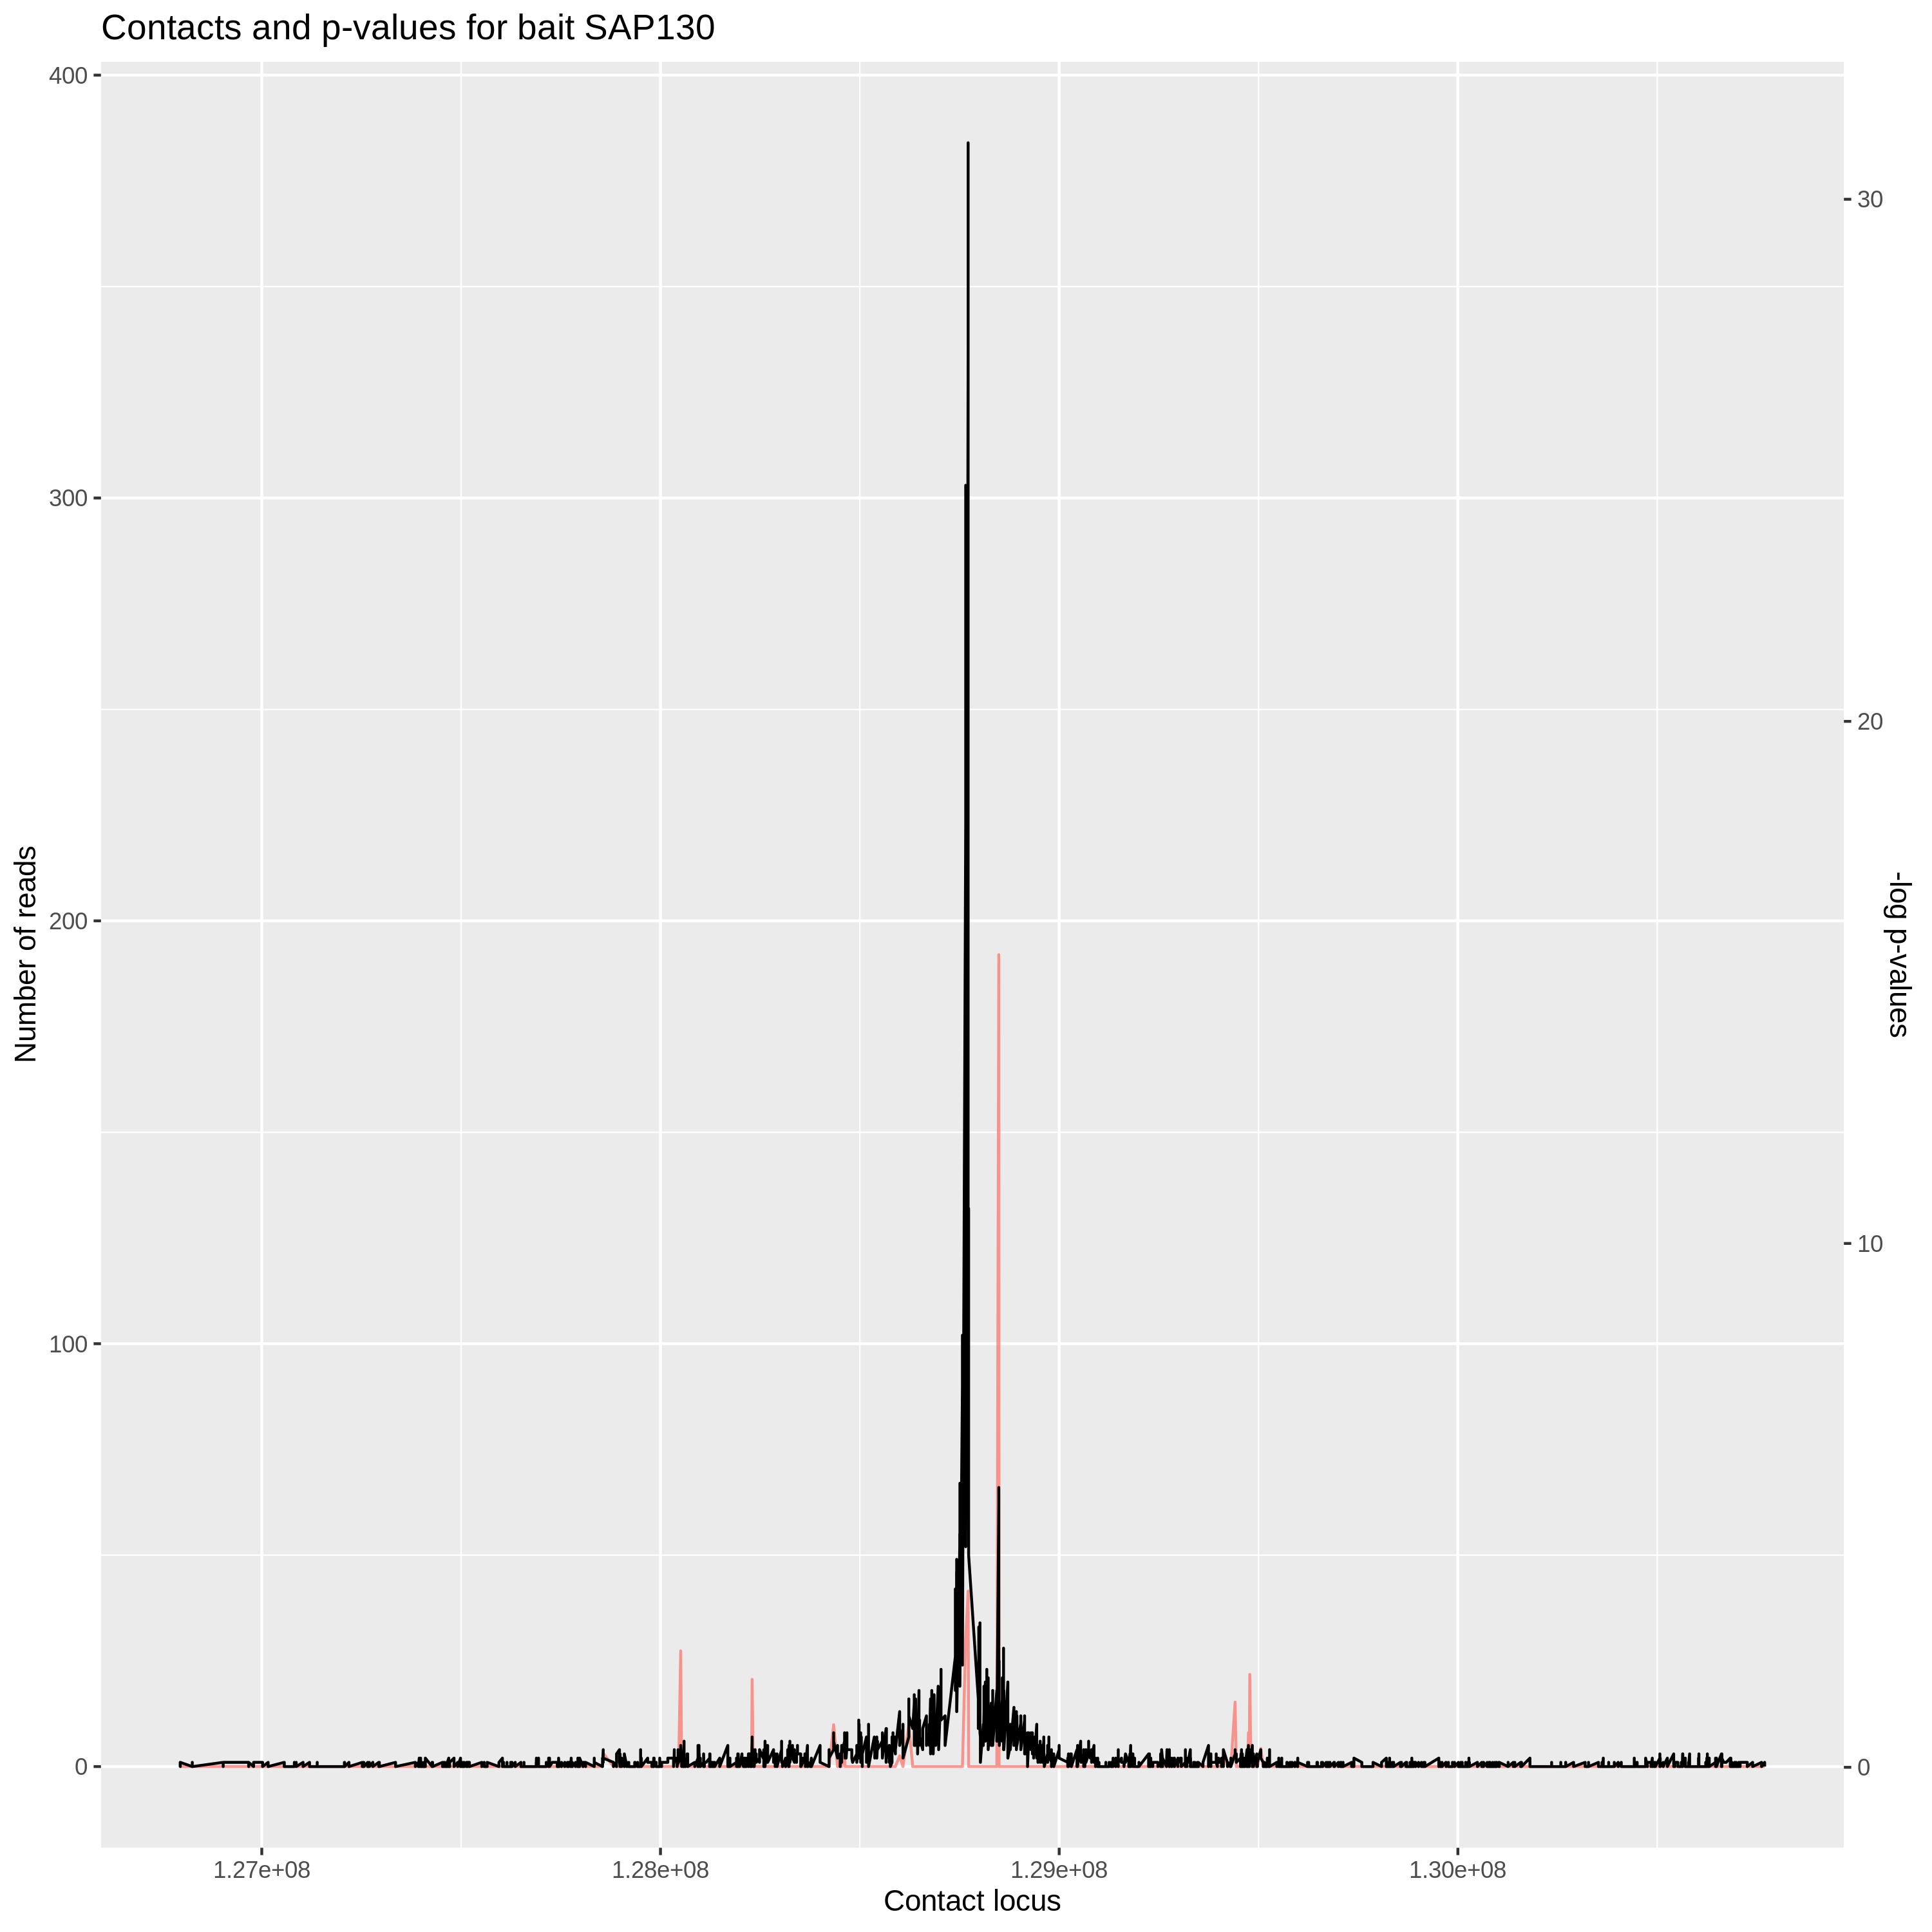 Contacts and p-values for bait SAP130
400
300
200
100
0
Number of reads
30
20
10
0
-log p-values
1.27e+08
1.28e+08
1.29e+08
1.30e+08
Contact locus